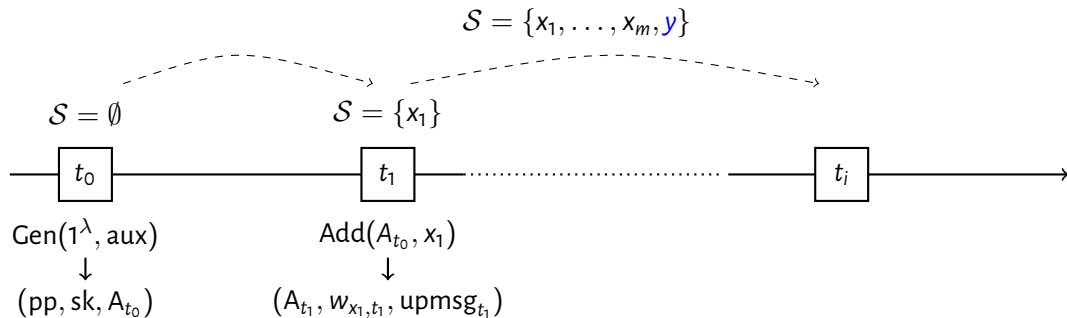 𝒮 = {x₁, . . . , xₘ, y}
𝒮 = ∅
𝒮 = {x₁}
t₀
t₁
tᵢ
Gen(1^λ, aux)
Add(A_{t₀}, x₁)
↓
↓
(pp, sk, A_{t₀})
(A_{t₁}, w_{x₁,t₁}, upmsg_{t₁})